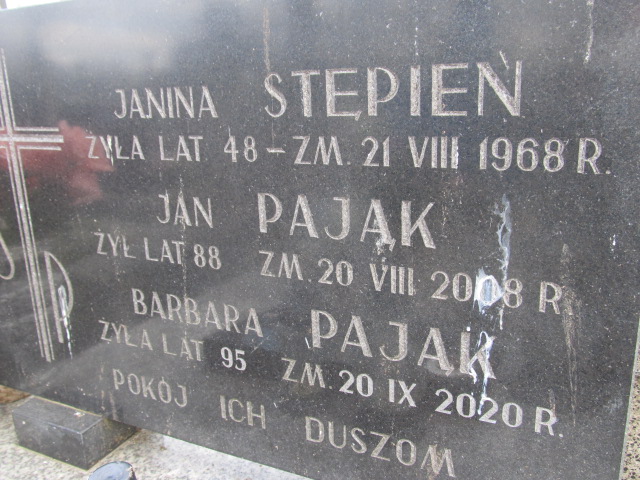 JANINA STĘPIEŃ
ŻYŁA LAT 48 - ZM. 21 VIII 1968 R.
JAN PAJĄK
ŻYŁ LAT 88 ZM. 20 VIII 2008 R.
BARBARA PAJĄK
ŻYŁA LAT 95 ZM. 20 IX 2020 R.
POKÓJ ICH DUSZOM